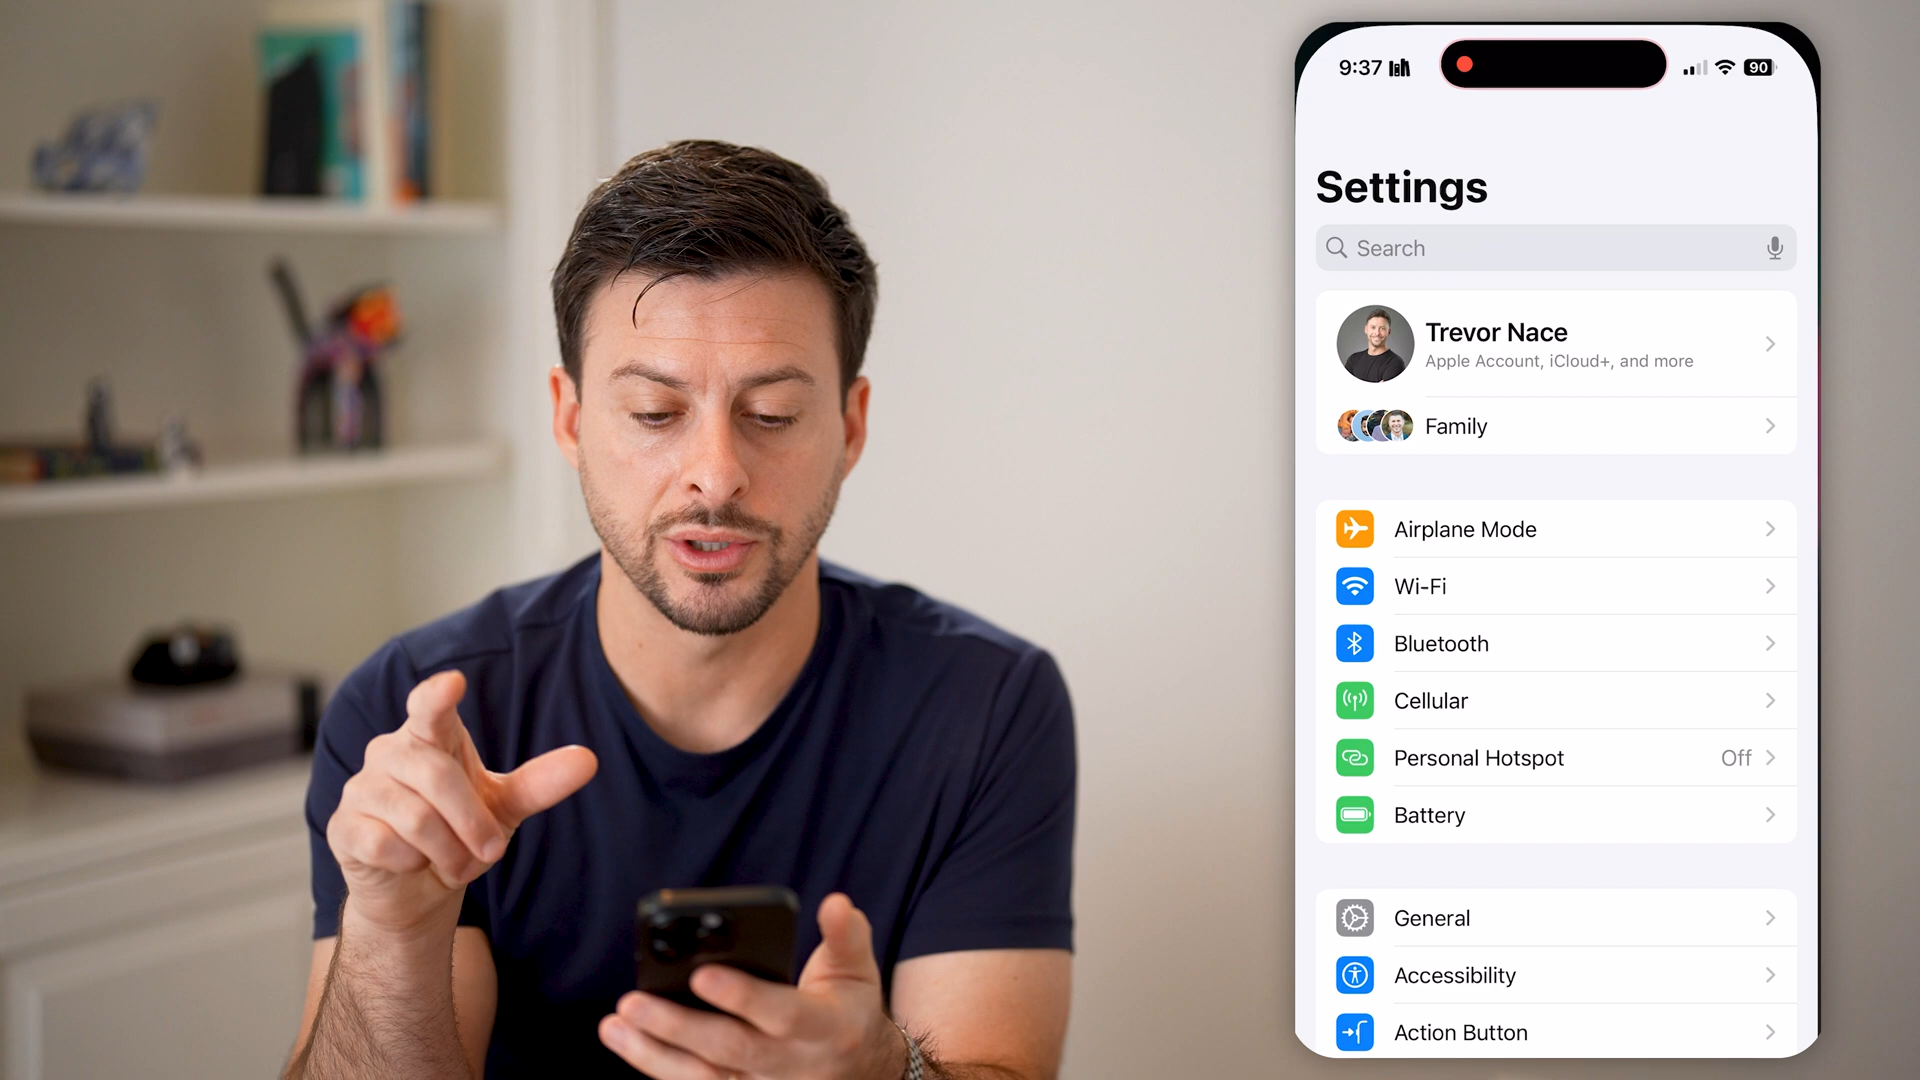 9:37
90
Settings
Search
Trevor Nace
Apple Account, iCloud+, and more
Family
Airplane Mode
Wi-Fi
Bluetooth
Cellular
Personal Hotspot Off
Battery
General
Accessibility
Action Button